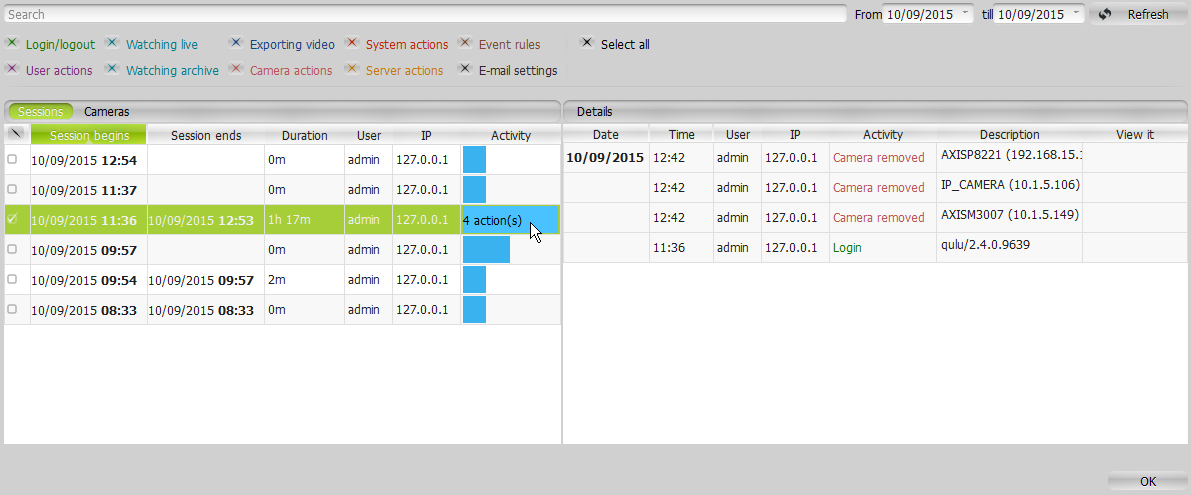 Search From 10/09/2015 till 10/09/2015 Refresh
Login/logout Watching live Exporting video System actions Event rules Select all
User actions Watching archive Camera actions Server actions E-mail settings
Sessions Cameras
Session begins Session ends Duration User IP Activity
10/09/2015 12:54 0m admin 127.0.0.1
10/09/2015 11:37 0m admin 127.0.0.1
10/09/2015 11:36 10/09/2015 12:53 1h 17m admin 127.0.0.1 4 action(s)
10/09/2015 09:57 0m admin 127.0.0.1
10/09/2015 09:54 10/09/2015 09:57 2m admin 127.0.0.1
10/09/2015 08:33 10/09/2015 08:33 0m admin 127.0.0.1
Details
Date Time User IP Activity Description View it
10/09/2015 12:42 admin 127.0.0.1 Camera removed AXISP8221 (192.168.15.1
12:42 admin 127.0.0.1 Camera removed IP_CAMERA (10.1.5.106)
12:42 admin 127.0.0.1 Camera removed AXISM3007 (10.1.5.149)
11:36 admin 127.0.0.1 Login qulu/2.4.0.9639
OK